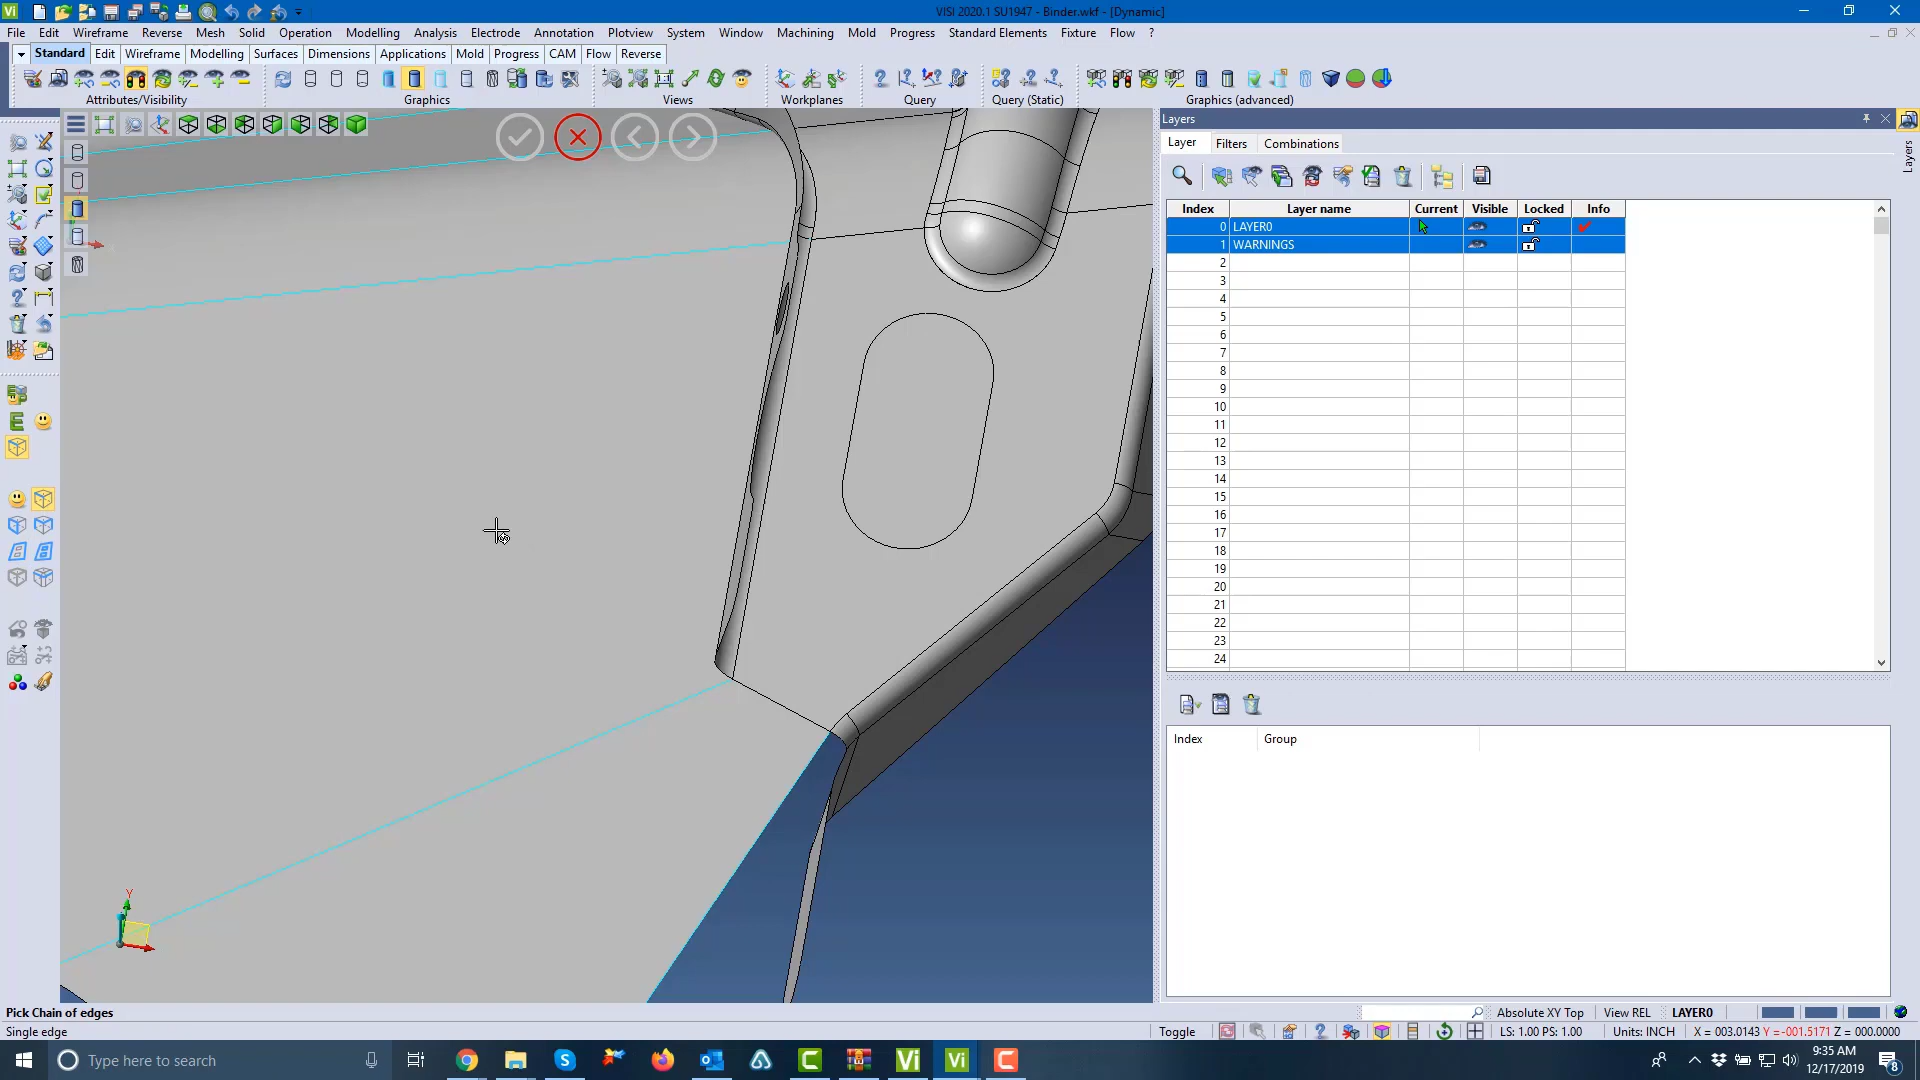 VISI 2020.1 SU1947 - Binder.wkf - [Dynamic]
File Edit Wireframe Reverse Mesh Solid Operation Modelling Analysis Electrode Annotation Plotview System Window Machining Mold Progress Standard Elements Fixture Flow ?
Standard Edit Wireframe Modelling Surfaces Dimensions Applications Mold Progress CAM Flow Reverse
Attributes/Visibility Graphics Views Workplanes Query Query (Static) Graphics (advanced)
Layers
Layer Filters Combinations
Layers
Index Layer name Current Visible Locked Info
0 LAYER0
1 WARNINGS
2
3
4
5
6
7
8
9
10
11
12
13
14
15
16
17
18
19
20
21
22
23
24
Index Group
Y
Pick Chain of edges
Absolute XY Top View REL LAYER0
Single edge
Toggle LS: 1.00 PS: 1.00 Units: INCH X = 003.0143 Y =-001.5171 Z = 000.0000
Type here to search
9:35 AM
12/17/2019
8